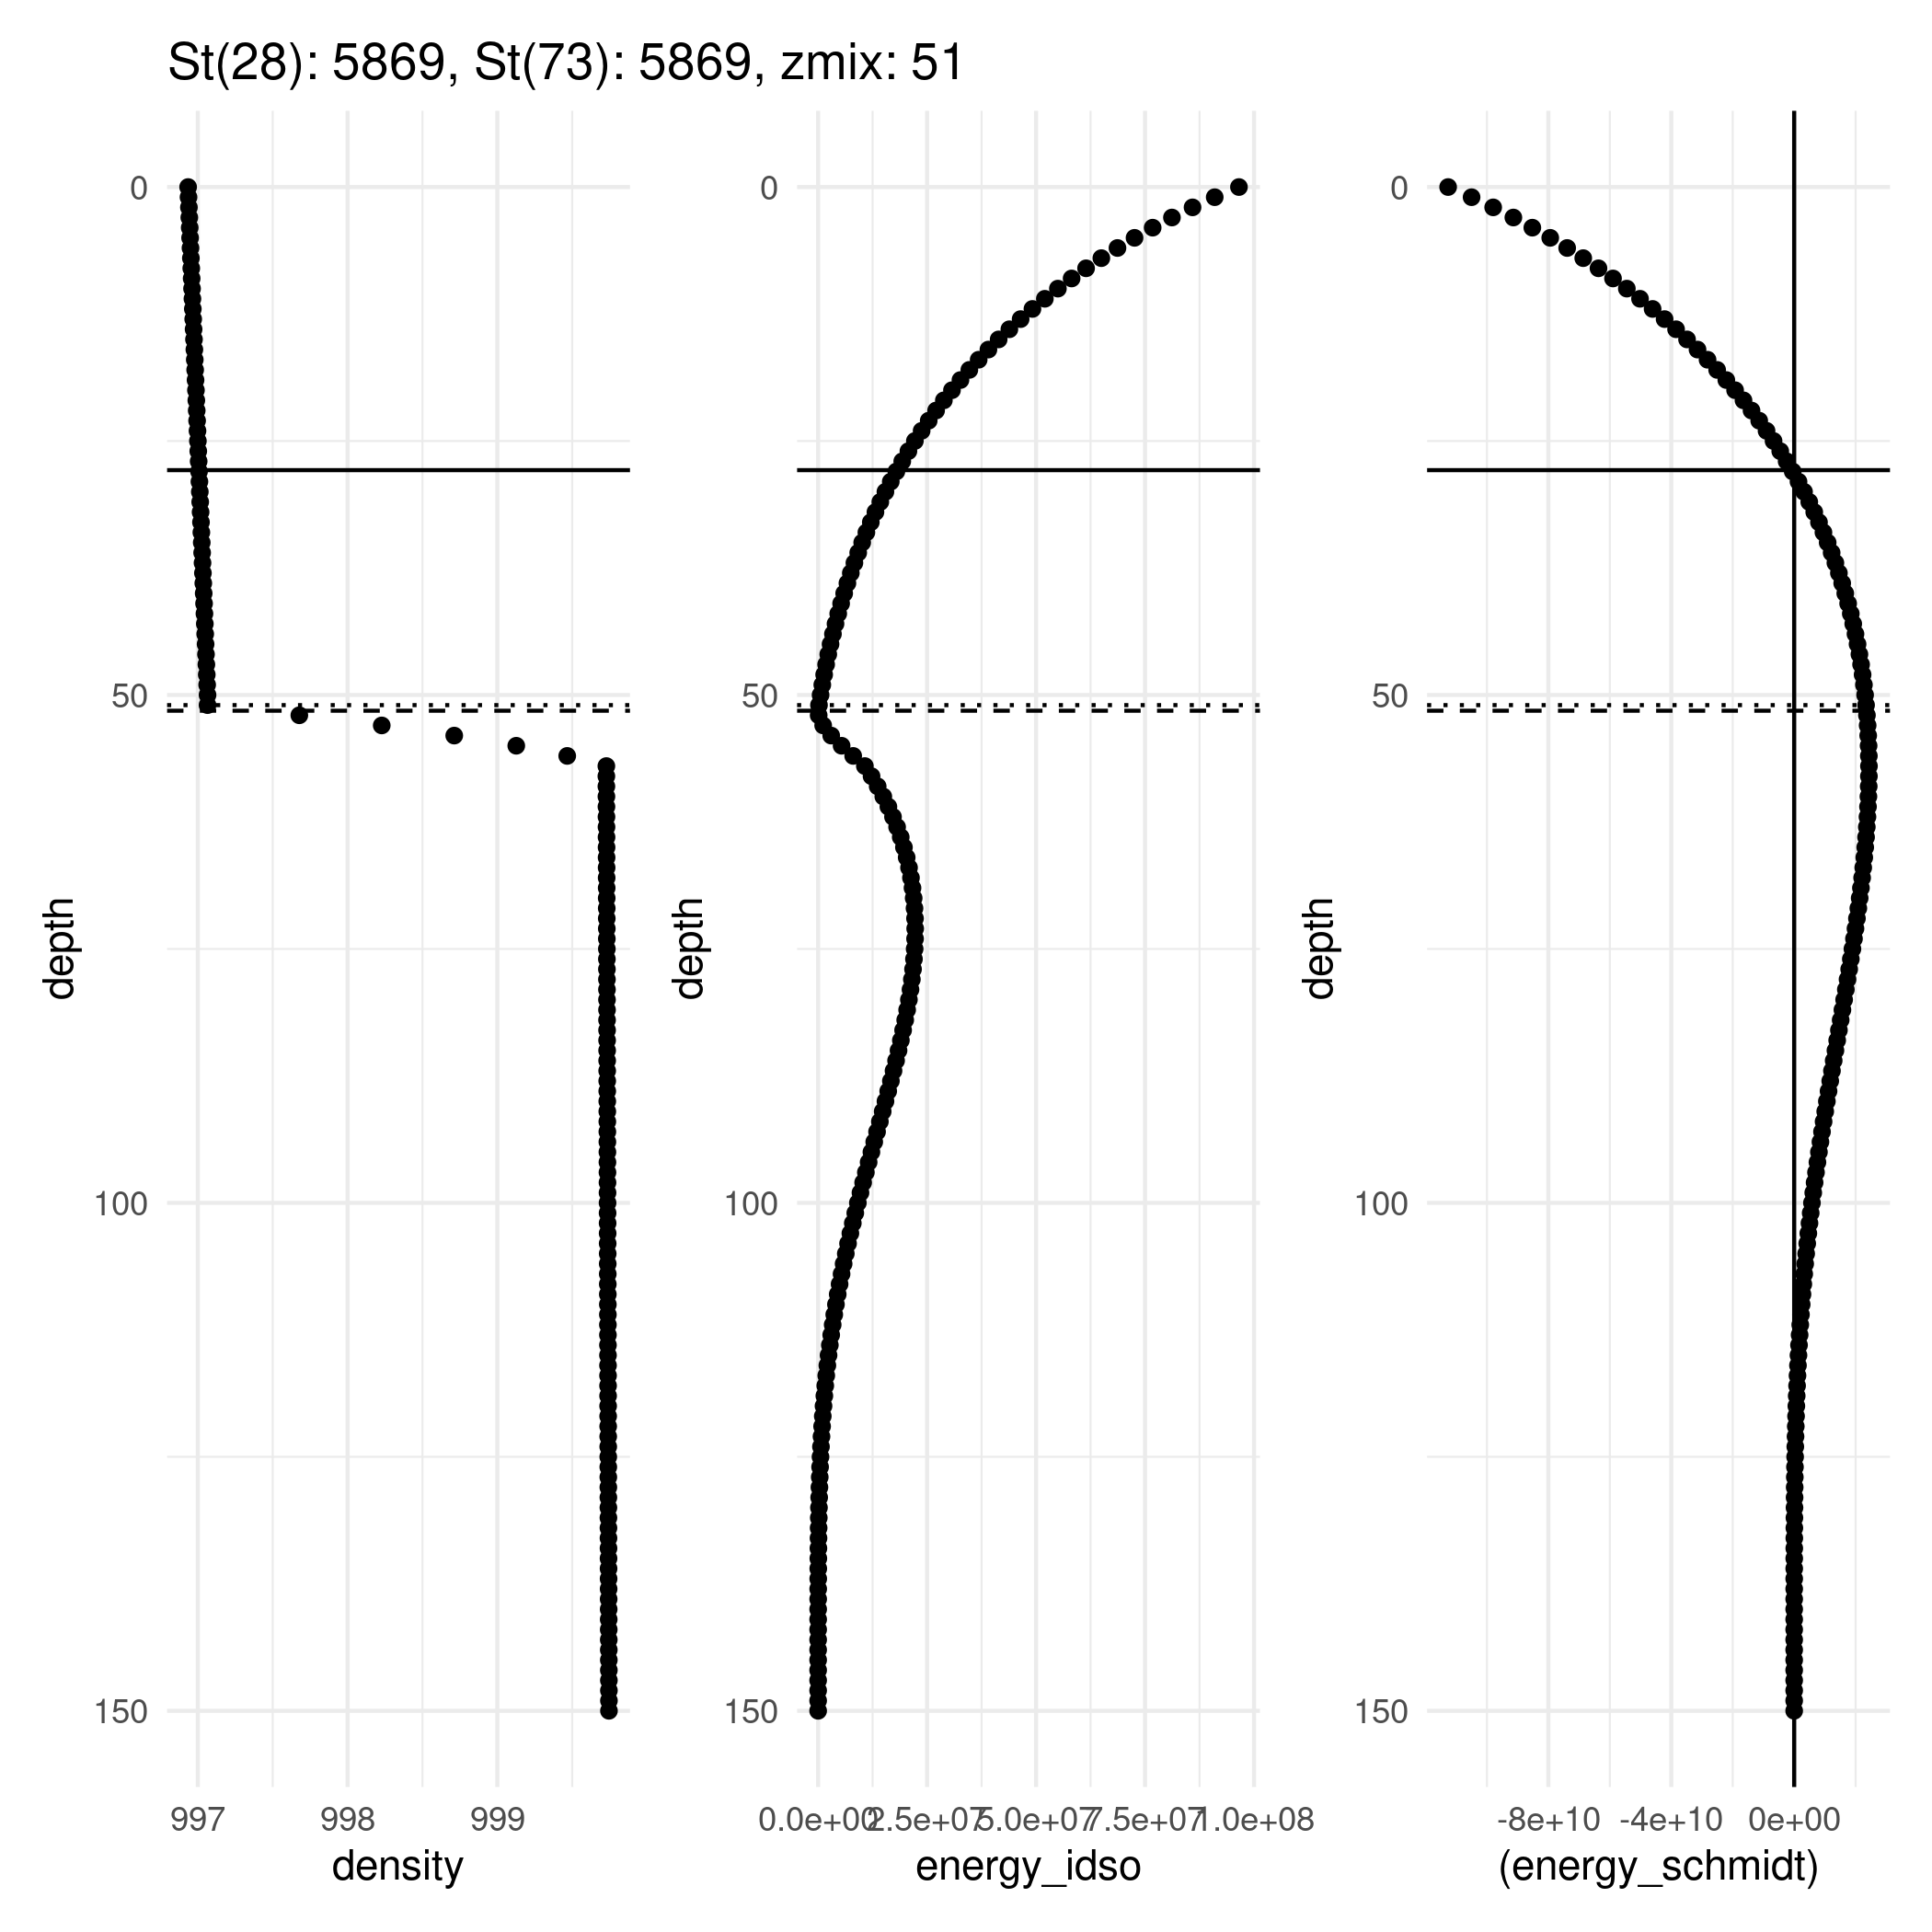 St(28): 5869, St(73): 5869, zmix: 51
depth
0
50
100
150
997 998 999
density
depth
0
50
100
150
0.0e+00 2.5e+07 5.0e+07 7.5e+07 1.0e+08
energy_idso
depth
0
50
100
150
-8e+10 -4e+10 0e+00
(energy_schmidt)